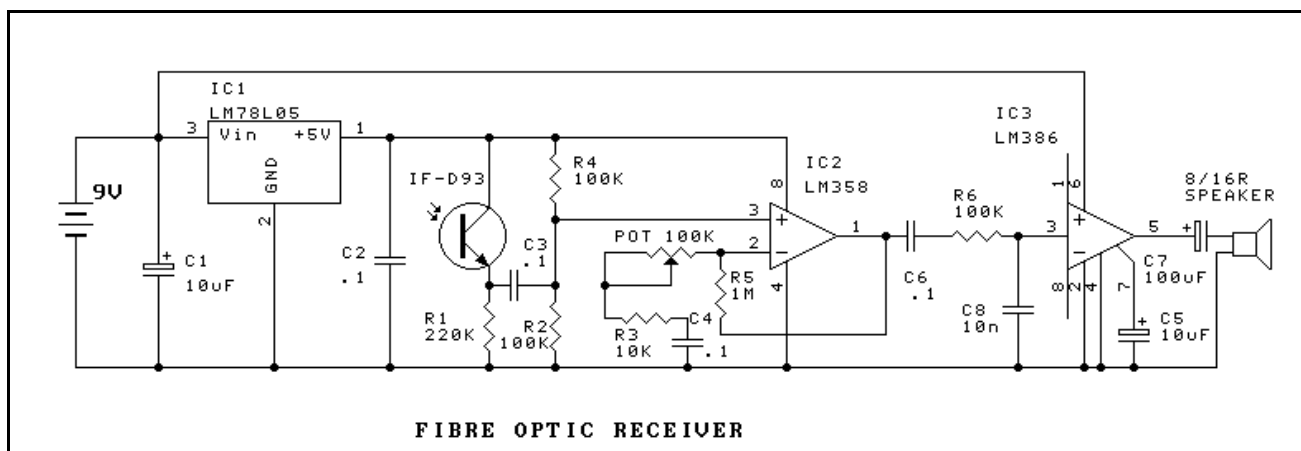 IC1
LM78L05
3
Vin
+5V
1
GND
2
9V
+
C1
10uF
C2
.1
IF-D93
C3
.1
R1
220K
R4
100K
R2
100K
POT 100K
R3
10K
C4
.1
R5
1M
IC2
LM358
8
3
+
2
−
1
4
C6
.1
R6
100K
C8
10n
IC3
LM386
1
6
3
+
−
5
8
2
4
7
+
C7
100uF
+
C5
10uF
8/16R
SPEAKER
FIBRE OPTIC RECEIVER